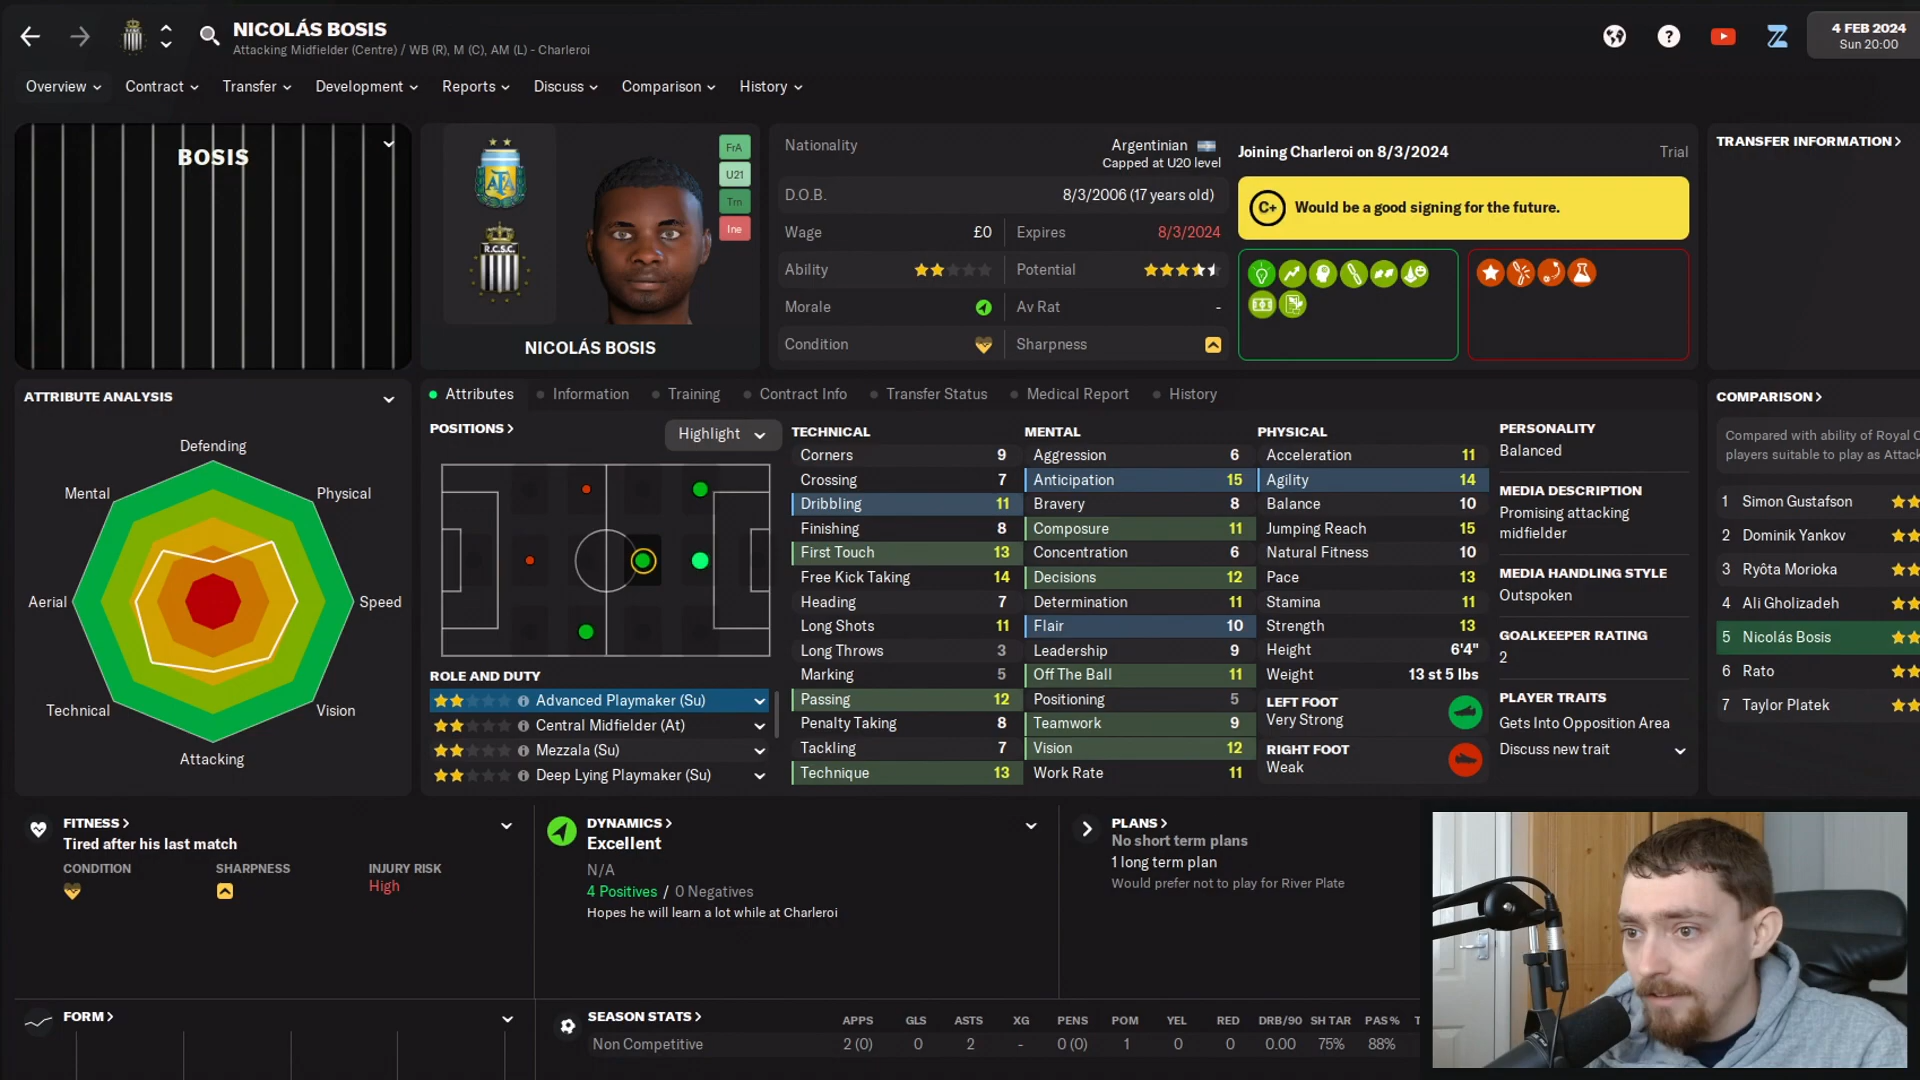 NICOLÁS BOSIS
Attacking Midfielder (Centre) / WB (R), M (C), AM (L) - Charleroi
4 FEB 2024
Sun 20:00
Overview
Contract
Transfer
Development
Reports
Discuss
Comparison
History
BOSIS
FrA
U21
Trn
Ine
R.C.S.C.
NICOLÁS BOSIS
Nationality
Argentinian
Capped at U20 level
D.O.B.
8/3/2006 (17 years old)
Wage £0
Expires 8/3/2024
Ability
Potential
Morale
Av Rat -
Condition
Sharpness
Joining Charleroi on 8/3/2024
Trial
C+ Would be a good signing for the future.
TRANSFER INFORMATION
ATTRIBUTE ANALYSIS
Defending
Mental
Physical
Aerial
Speed
Technical
Vision
Attacking
Attributes
Information
Training
Contract Info
Transfer Status
Medical Report
History
POSITIONS
Highlight
ROLE AND DUTY
Advanced Playmaker (Su)
Central Midfielder (At)
Mezzala (Su)
Deep Lying Playmaker (Su)
TECHNICAL
Corners 9
Crossing 7
Dribbling 11
Finishing 8
First Touch 13
Free Kick Taking 14
Heading 7
Long Shots 11
Long Throws 3
Marking 5
Passing 12
Penalty Taking 8
Tackling 7
Technique 13
MENTAL
Aggression 6
Anticipation 15
Bravery 8
Composure 11
Concentration 6
Decisions 12
Determination 11
Flair 10
Leadership 9
Off The Ball 11
Positioning 5
Teamwork 9
Vision 12
Work Rate 11
PHYSICAL
Acceleration 11
Agility 14
Balance 10
Jumping Reach 15
Natural Fitness 10
Pace 13
Stamina 11
Strength 13
Height 6'4"
Weight 13 st 5 lbs
LEFT FOOT
Very Strong
RIGHT FOOT
Weak
PERSONALITY
Balanced
MEDIA DESCRIPTION
Promising attacking
midfielder
MEDIA HANDLING STYLE
Outspoken
GOALKEEPER RATING
2
PLAYER TRAITS
Gets Into Opposition Area
Discuss new trait
COMPARISON
Compared with ability of Royal C
players suitable to play as Attack
1 Simon Gustafson
2 Dominik Yankov
3 Ryôta Morioka
4 Ali Gholizadeh
5 Nicolás Bosis
6 Rato
7 Taylor Platek
FITNESS
Tired after his last match
CONDITION
SHARPNESS
INJURY RISK
High
DYNAMICS
Excellent
N/A
4 Positives / 0 Negatives
Hopes he will learn a lot while at Charleroi
PLANS
No short term plans
1 long term plan
Would prefer not to play for River Plate
FORM
SEASON STATS
APPS GLS ASTS XG PENS POM YEL RED DRB/90 SH TAR PAS% T
Non Competitive 2 (0) 0 2 - 0 (0) 1 0 0 0.00 75% 88%